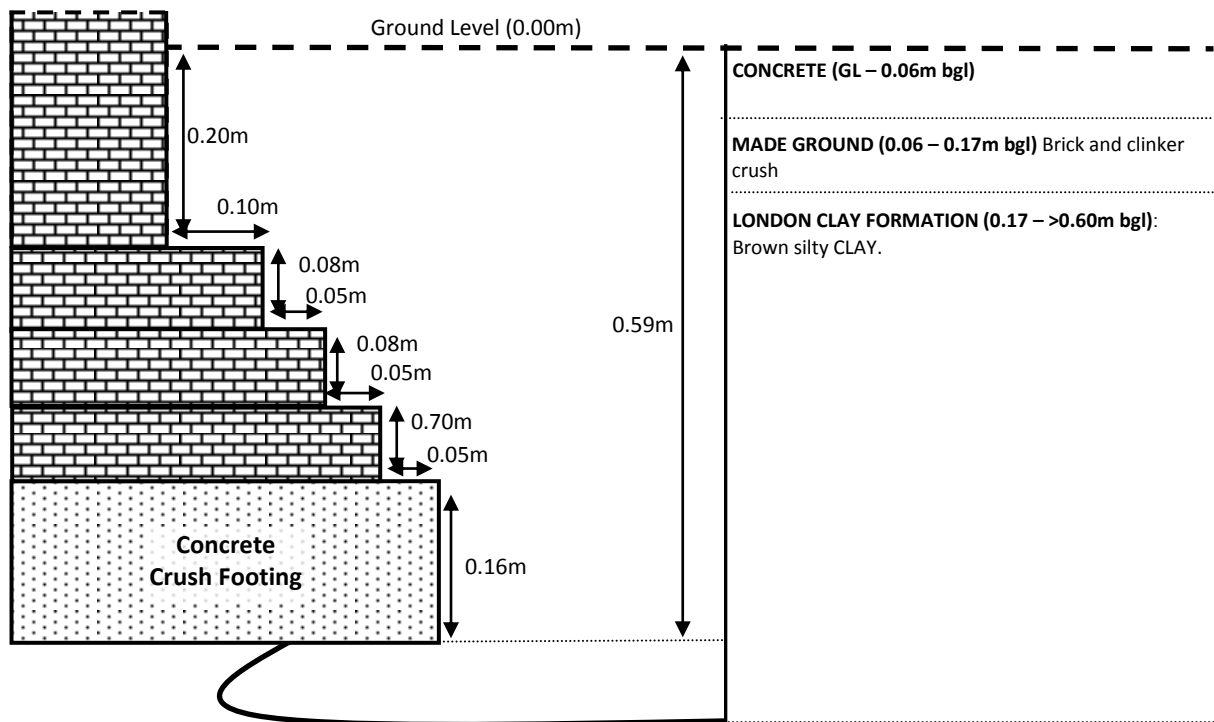 Ground Level (0.00m)
CONCRETE (GL – 0.06m bgl)
0.20m
MADE GROUND (0.06 – 0.17m bgl) Brick and clinker
crush
0.10m
LONDON CLAY FORMATION (0.17 – >0.60m bgl):
Brown silty CLAY.
0.08m
0.05m
0.59m
0.08m
0.05m
0.70m
0.05m
Concrete
Crush Footing
0.16m